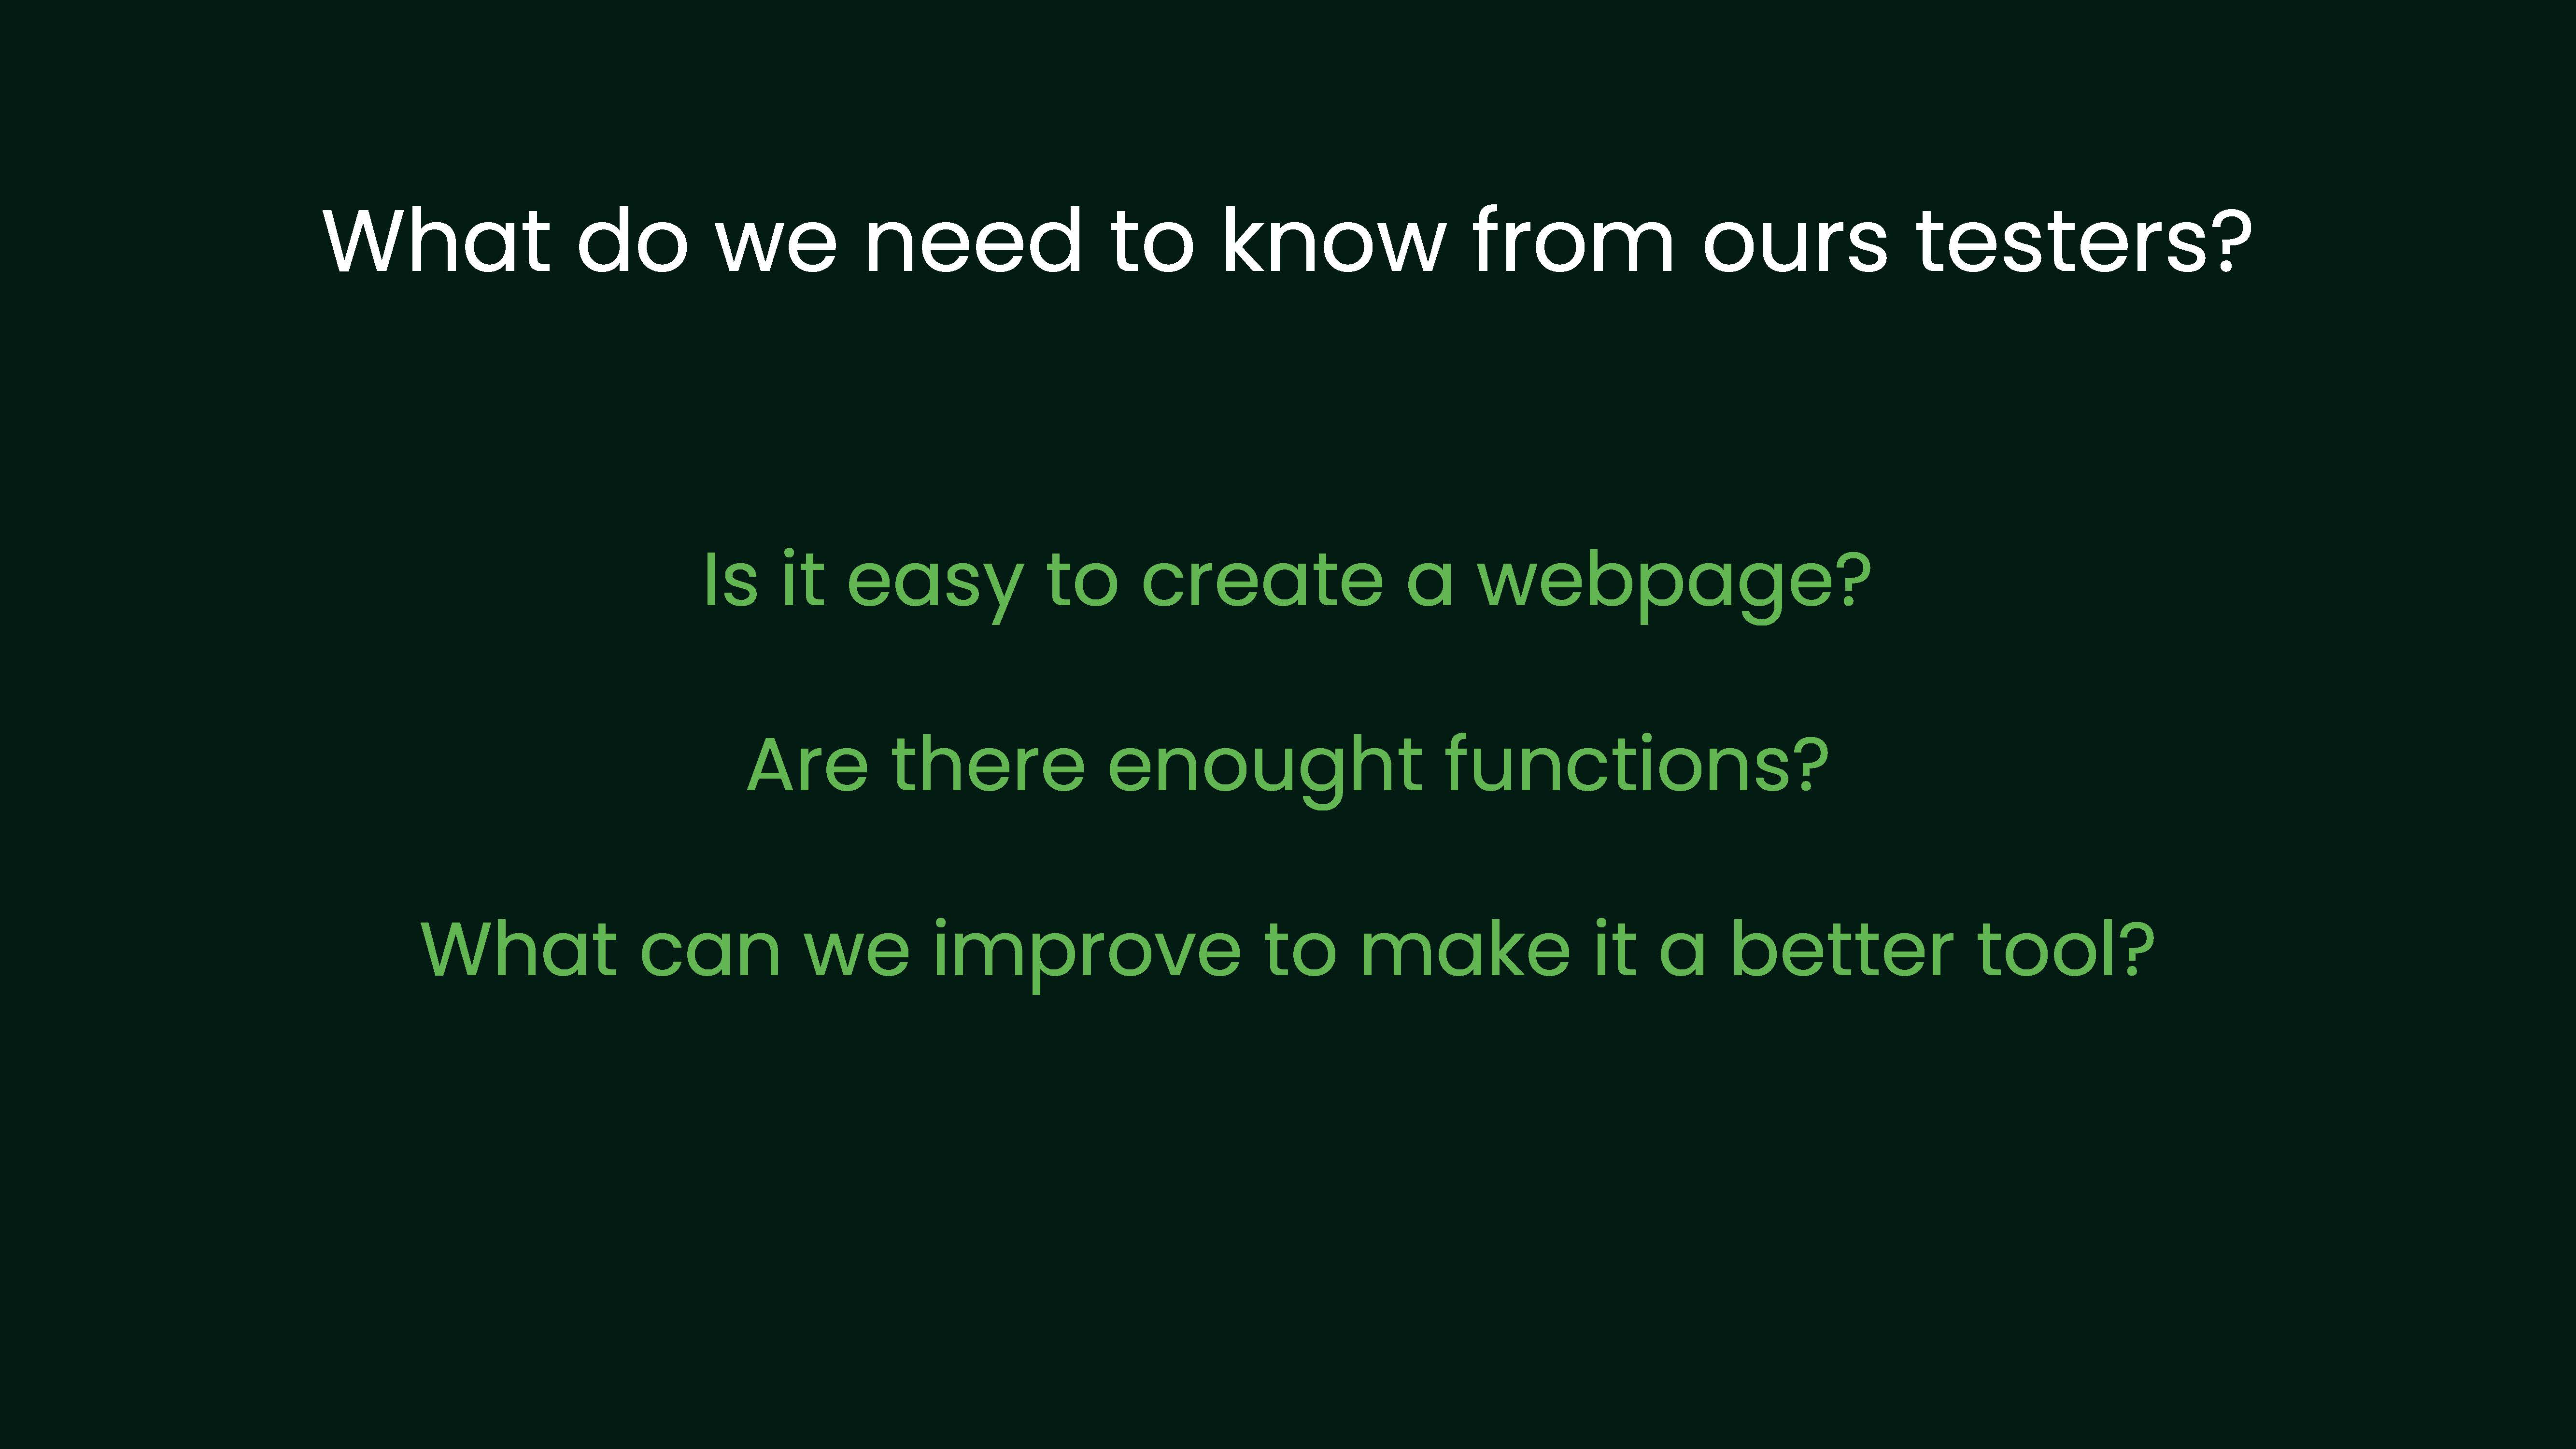 What do we need to know from ours testers?
Is it easy to create a webpage?
Are there enought functions?
What can we improve to make it a better tool?